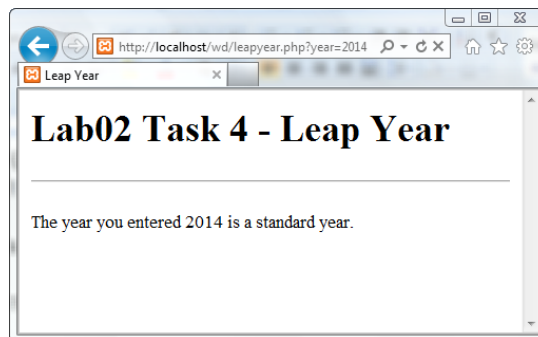 http://localhost/wd/leapyear.php?year=2014
Leap Year
Lab02 Task 4 - Leap Year
The year you entered 2014 is a standard year.